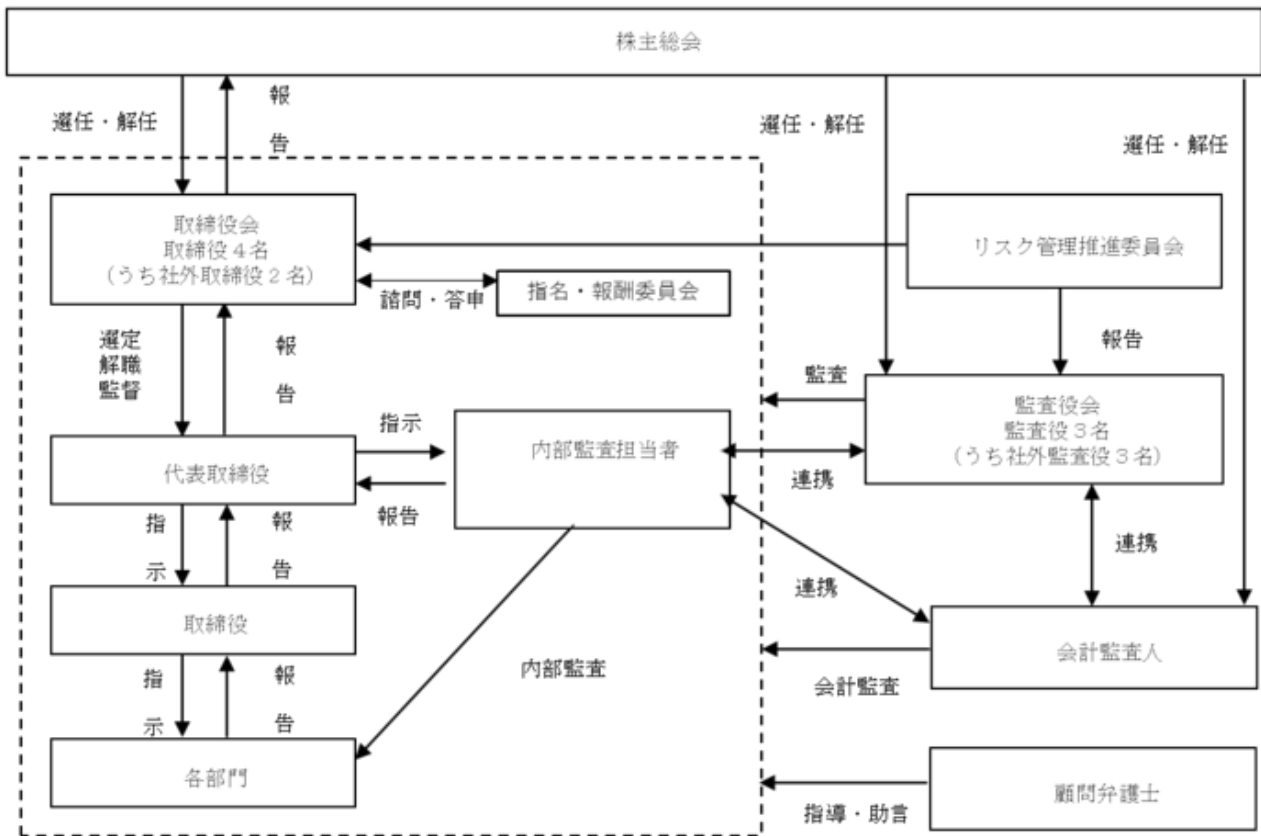 株主総会
選任・解任
報告
選任・解任
選任・解任
取締役会
取締役４名
（うち社外取締役２名）
リスク管理推進委員会
諮問・答申
指名・報酬委員会
選定
解職
監督
報告
報告
監査
監査役会
監査役３名
（うち社外監査役３名）
指示
内部監査担当者
代表取締役
報告
連携
指示
報告
連携
連携
取締役
会計監査人
内部監査
会計監査
指示
報告
各部門
顧問弁護士
指導・助言